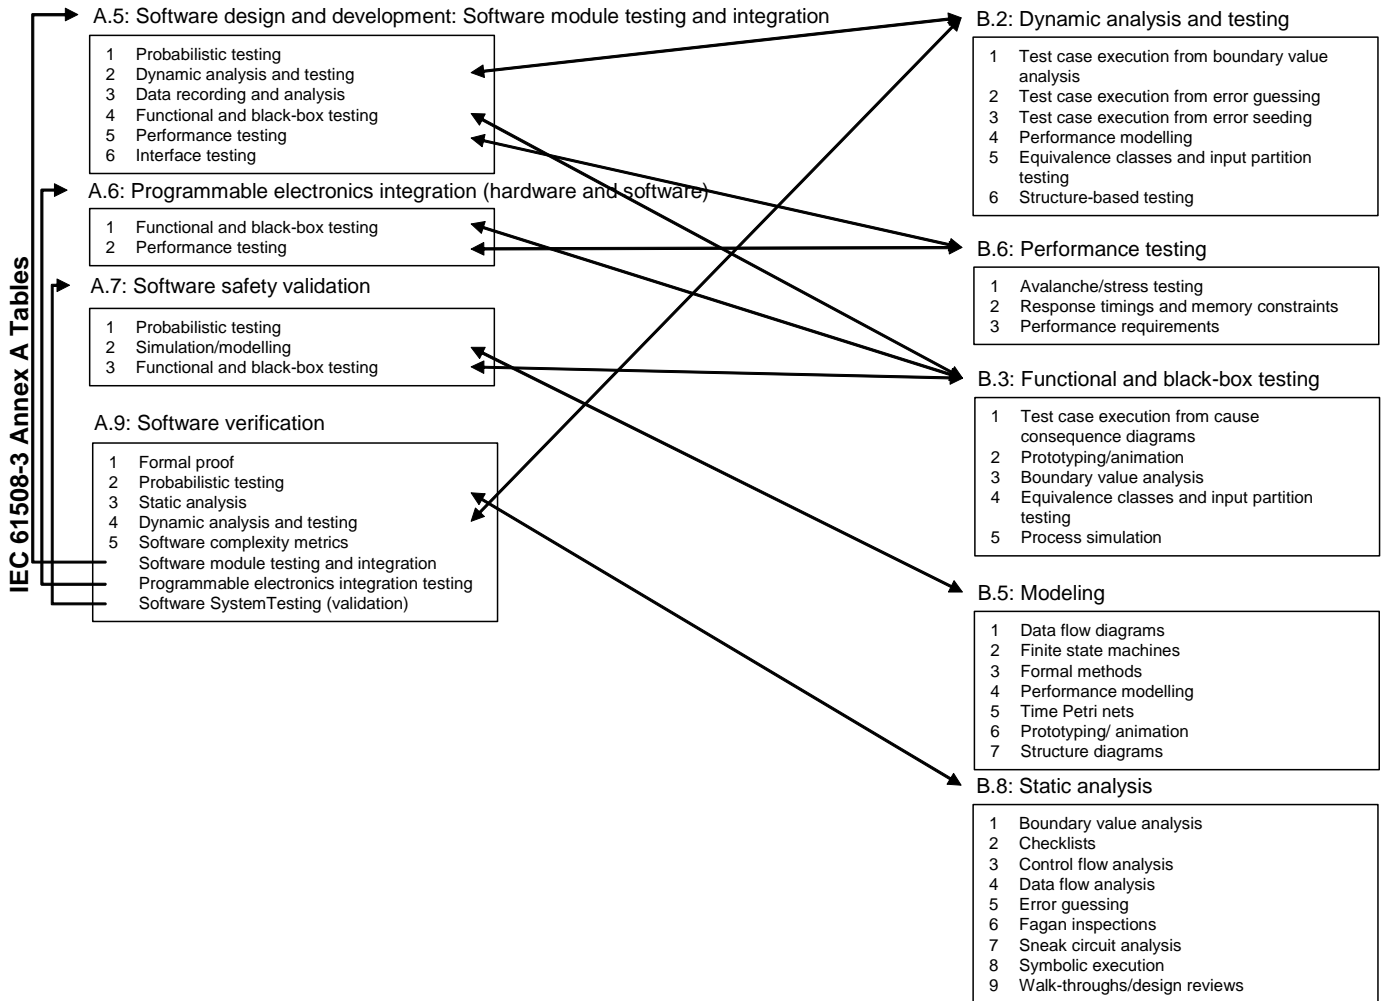 IEC 61508-3 Annex A Tables
A.5: Software design and development: Software module testing and integration
1 Probabilistic testing
2 Dynamic analysis and testing
3 Data recording and analysis
4 Functional and black-box testing
5 Performance testing
6 Interface testing
A.6: Programmable electronics integration (hardware and software)
1 Functional and black-box testing
2 Performance testing
A.7: Software safety validation
1 Probabilistic testing
2 Simulation/modelling
3 Functional and black-box testing
A.9: Software verification
1 Formal proof
2 Probabilistic testing
3 Static analysis
4 Dynamic analysis and testing
5 Software complexity metrics
Software module testing and integration
Programmable electronics integration testing
Software SystemTesting (validation)
B.2: Dynamic analysis and testing
1 Test case execution from boundary value
analysis
2 Test case execution from error guessing
3 Test case execution from error seeding
4 Performance modelling
5 Equivalence classes and input partition
testing
6 Structure-based testing
B.6: Performance testing
1 Avalanche/stress testing
2 Response timings and memory constraints
3 Performance requirements
B.3: Functional and black-box testing
1 Test case execution from cause
consequence diagrams
2 Prototyping/animation
3 Boundary value analysis
4 Equivalence classes and input partition
testing
5 Process simulation
B.5: Modeling
1 Data flow diagrams
2 Finite state machines
3 Formal methods
4 Performance modelling
5 Time Petri nets
6 Prototyping/ animation
7 Structure diagrams
B.8: Static analysis
1 Boundary value analysis
2 Checklists
3 Control flow analysis
4 Data flow analysis
5 Error guessing
6 Fagan inspections
7 Sneak circuit analysis
8 Symbolic execution
9 Walk-throughs/design reviews